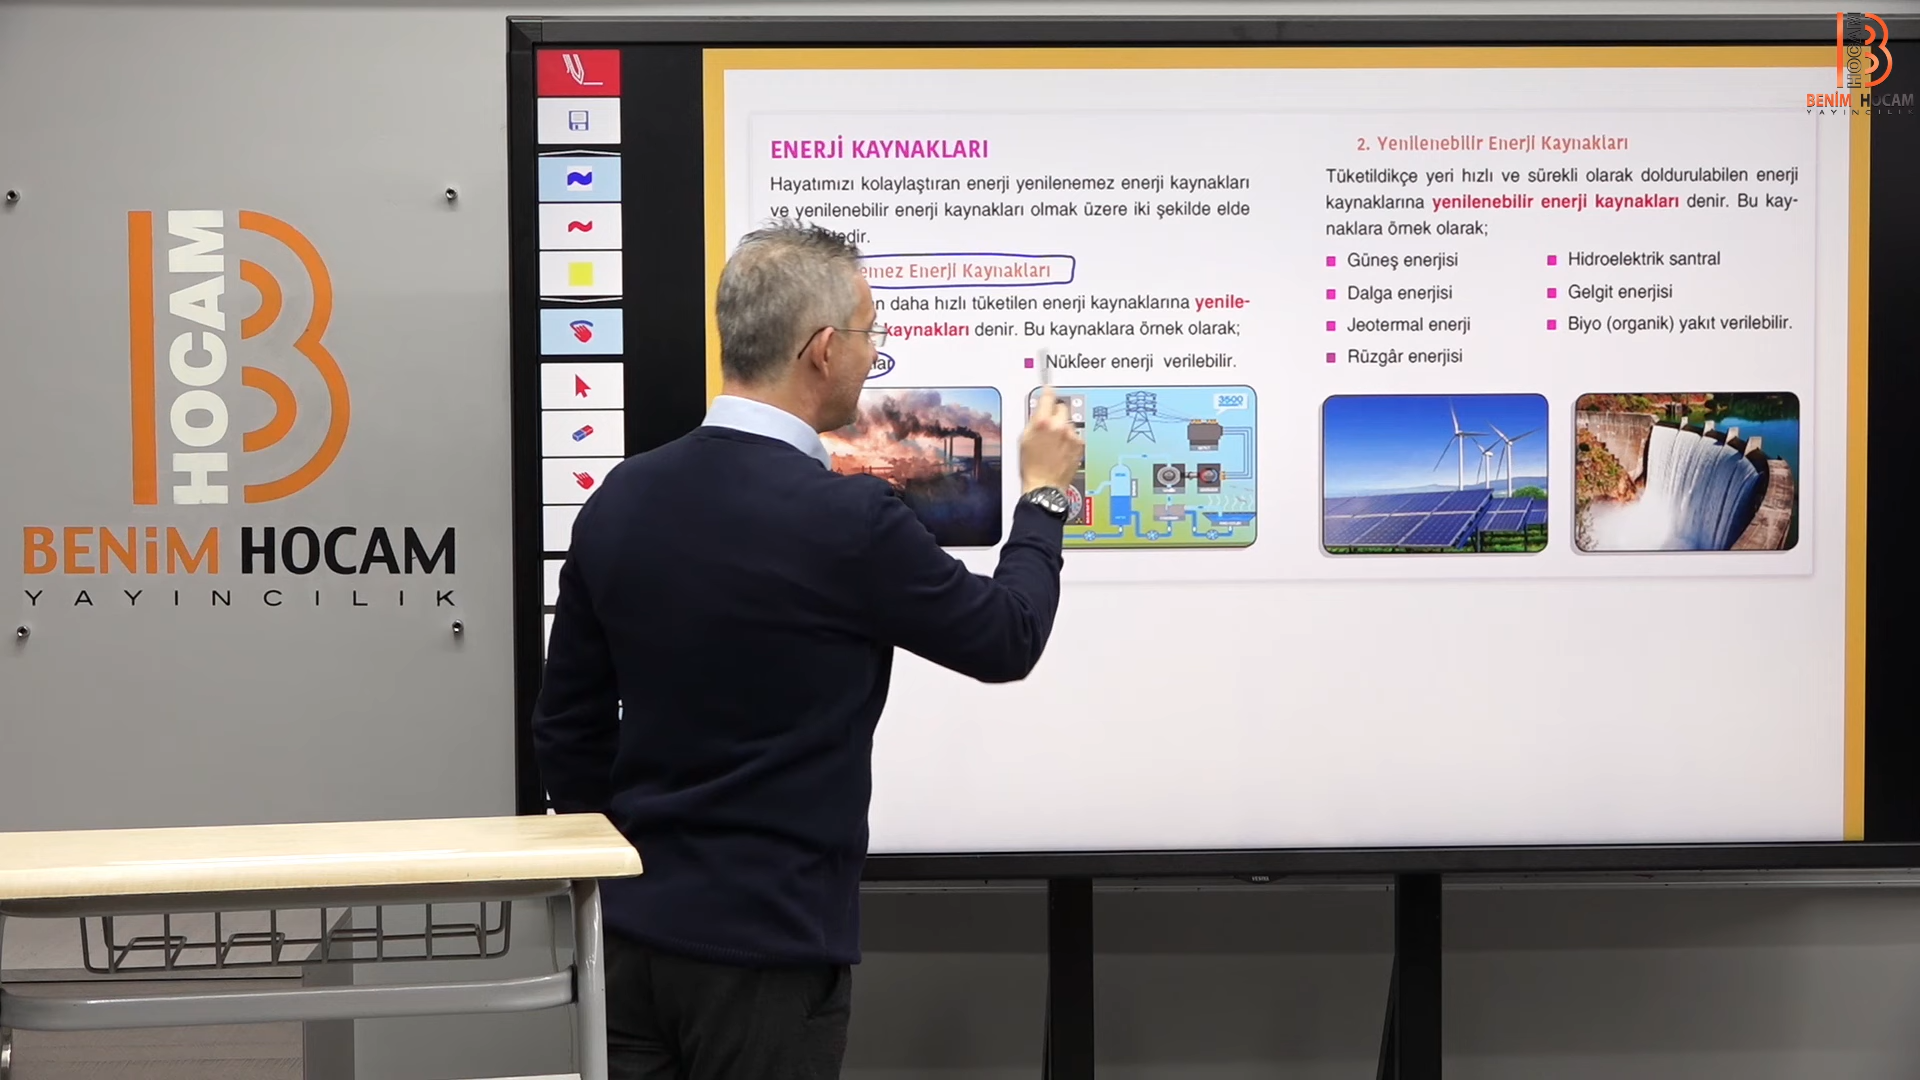 HOCAM
BENiM HOCAM
YAYINCILIK
ENERJİ KAYNAKLARI
Hayatımızı kolaylaştıran enerji yenilenemez enerji kaynakları
ve yenilenebilir enerji kaynakları olmak üzere iki şekilde elde
edir.
emez Enerji Kaynakları
daha hızlı tüketilen enerji kaynaklarına yenile-
kaynakları denir. Bu kaynaklara örnek olarak;
Nükleer enerji verilebilir.
3500
2. Yenilenebilir Enerji Kaynakları
Tüketildikçe yeri hızlı ve sürekli olarak doldurulabilen enerji
kaynaklarına yenilenebilir enerji kaynakları denir. Bu kay-
naklara örnek olarak;
Güneş enerjisi
Dalga enerjisi
Jeotermal enerji
Rüzgâr enerjisi
Hidroelektrik santral
Gelgit enerjisi
Biyo (organik) yakıt verilebilir.
HOCAM
BENİM HOCAM
YAYINCILIK